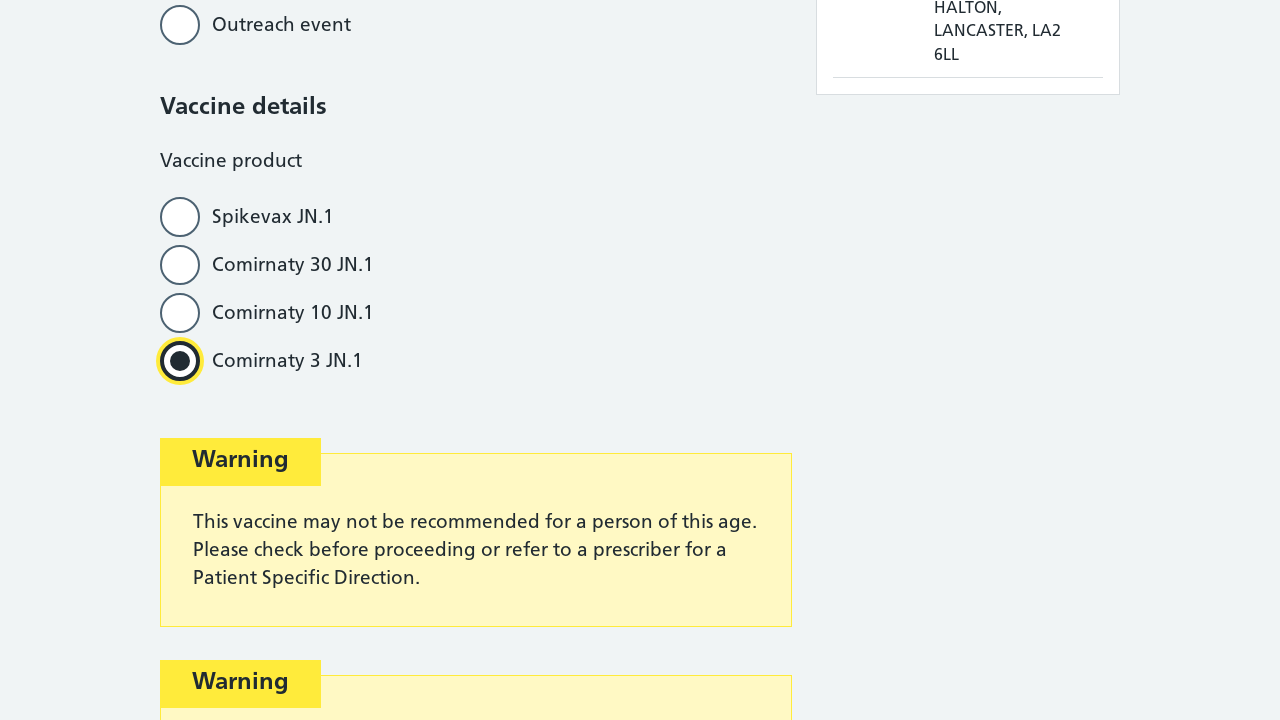 Outreach event
HALTON,
LANCASTER, LA2
6LL
Vaccine details
Vaccine product
Spikevax JN.1
Comirnaty 30 JN.1
Comirnaty 10 JN.1
Comirnaty 3 JN.1
Warning
This vaccine may not be recommended for a person of this age.
Please check before proceeding or refer to a prescriber for a
Patient Specific Direction.
Warning